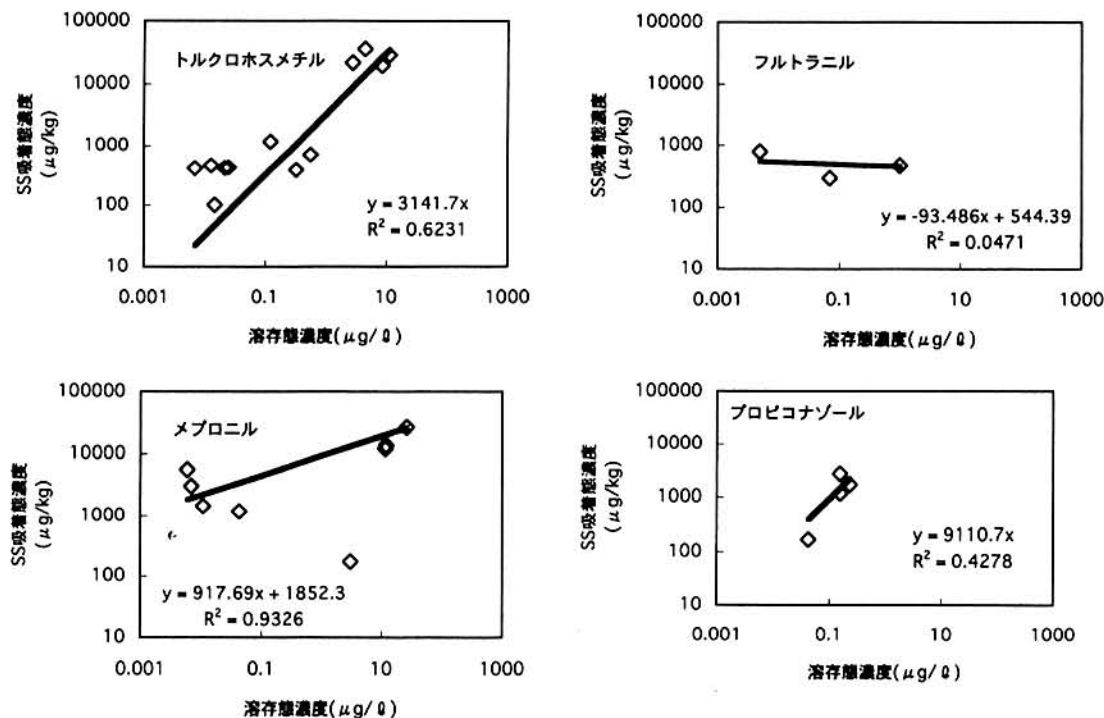 100000
10000
1000
100
10
SS吸着態濃度
(μg/kg)
トルクロホスメチル
y = 3141.7x
R² = 0.6231
0.001
0.1
10
1000
溶存態濃度(μg/ℓ)
100000
10000
1000
100
10
SS吸着態濃度
(μg/kg)
フルトラニル
y = -93.486x + 544.39
R² = 0.0471
0.001
0.1
10
1000
溶存態濃度(μg/ℓ)
100000
10000
1000
100
10
SS吸着態濃度
(μg/kg)
メプロニル
y = 917.69x + 1852.3
R² = 0.9326
0.001
0.1
10
1000
溶存態濃度(μg/ℓ)
100000
10000
1000
100
10
SS吸着態濃度
(μg/kg)
プロピコナゾール
y = 9110.7x
R² = 0.4278
0.001
0.1
10
1000
溶存態濃度(μg/ℓ)